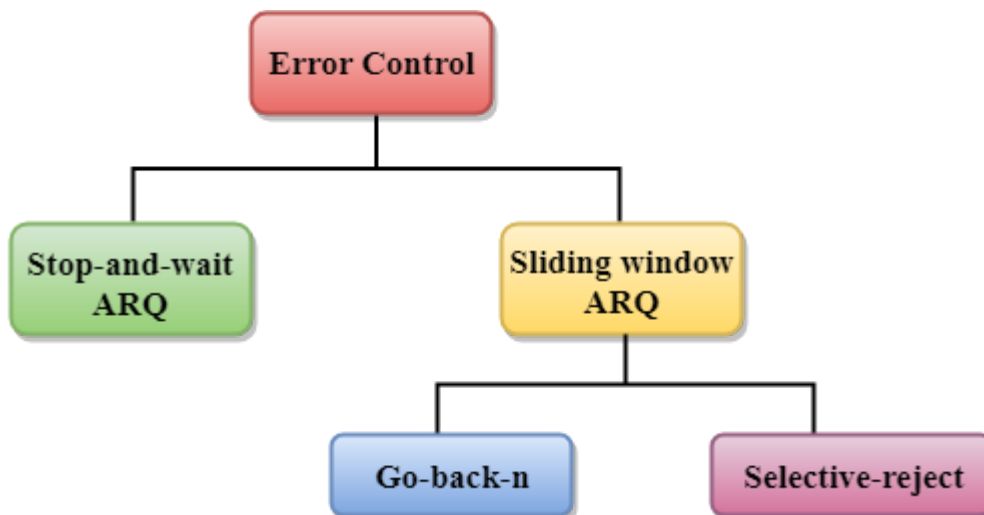 Error Control
Stop-and-wait
ARQ
Sliding window
ARQ
Go-back-n
Selective-reject